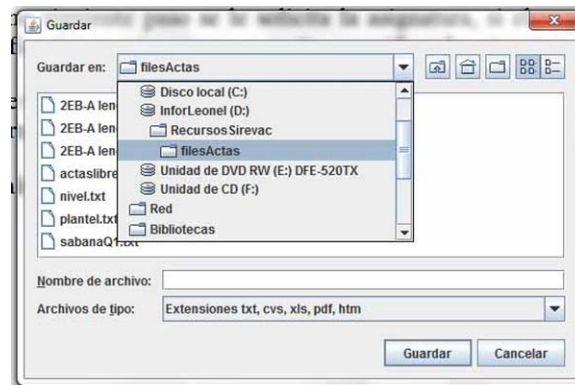 Guardar
Guardar en: filesActas
Disco local (C:)
InforLeonel (D:)
RecursosSirevac
filesActas
Unidad de DVD RW (E:) DFE-520TX
Unidad de CD (F:)
Red
Bibliotecas
2EB-A len
2EB-A len
2EB-A len
actaslibre
nivel.txt
plantel.txt
sabanaQ1.txt
Nombre de archivo:
Archivos de tipo: Extensiones txt, cvs, xls, pdf, htm
Guardar Cancelar